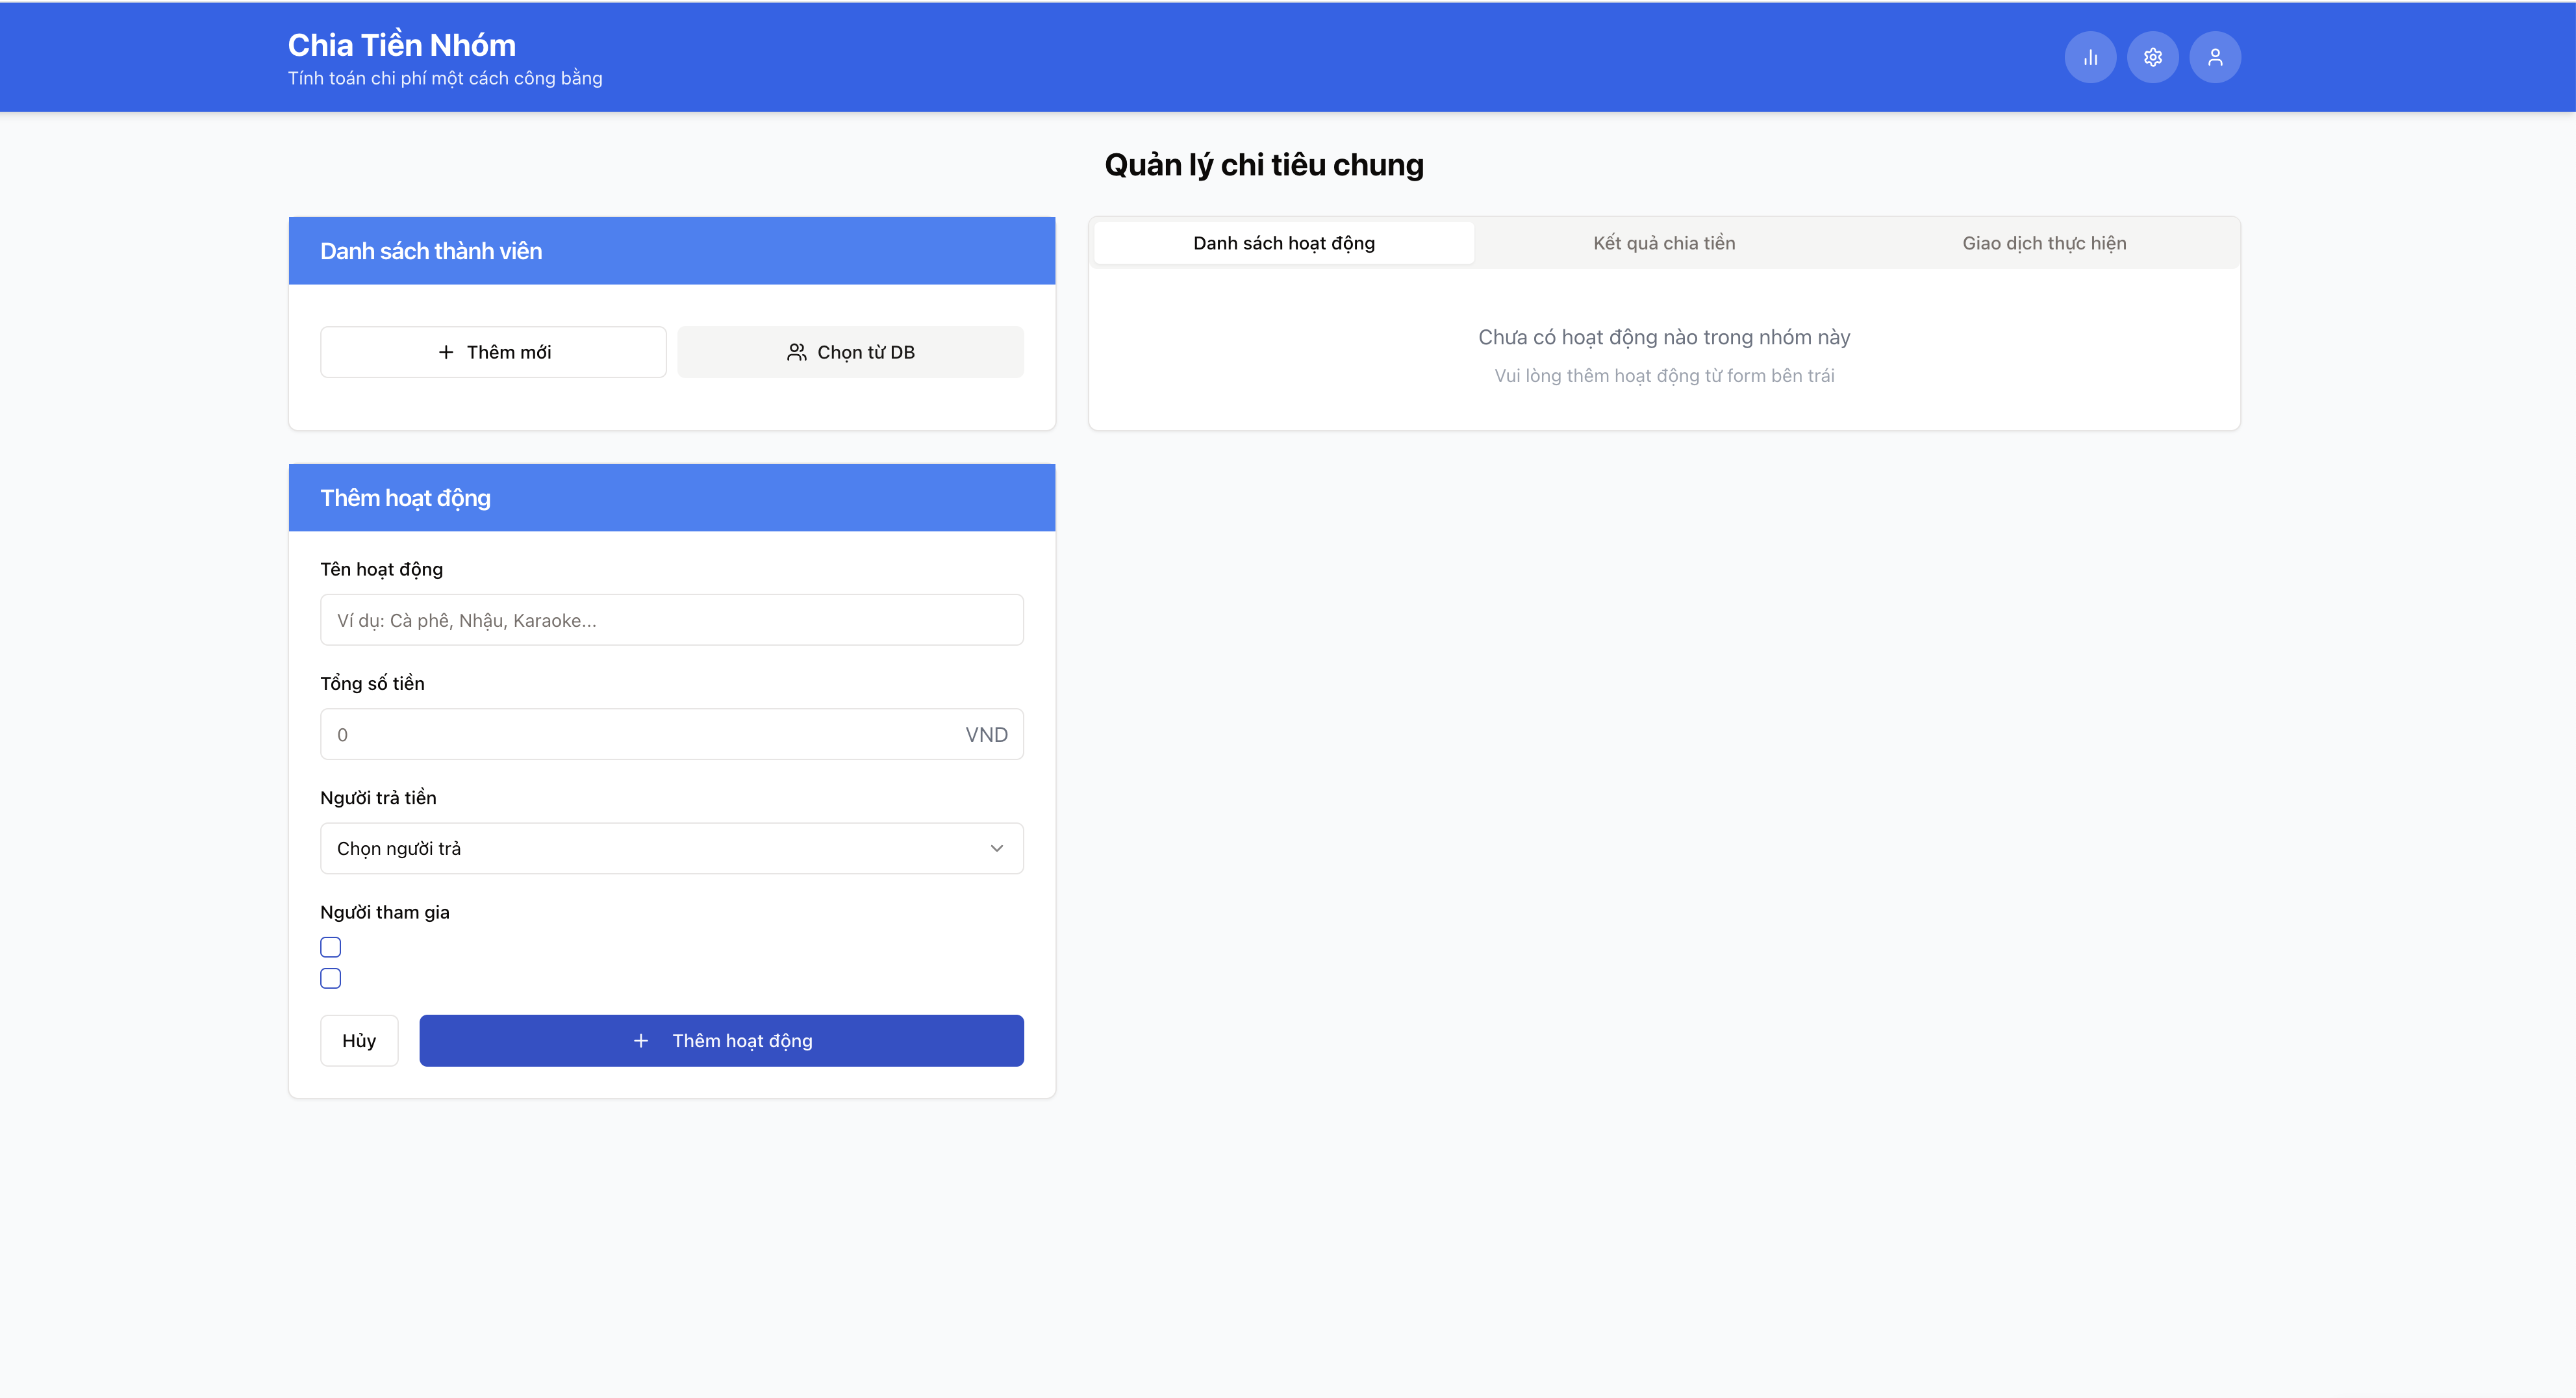 Chia Tiền Nhóm
Tính toán chi phí một cách công bằng
Quản lý chi tiêu chung
Danh sách thành viên
Thêm mới
Chọn từ DB
Danh sách hoạt động
Kết quả chia tiền
Giao dịch thực hiện
Chưa có hoạt động nào trong nhóm này
Vui lòng thêm hoạt động từ form bên trái
Thêm hoạt động
Tên hoạt động
Ví dụ: Cà phê, Nhậu, Karaoke...
Tổng số tiền
0 VND
Người trả tiền
Chọn người trả
Người tham gia
Hủy
Thêm hoạt động